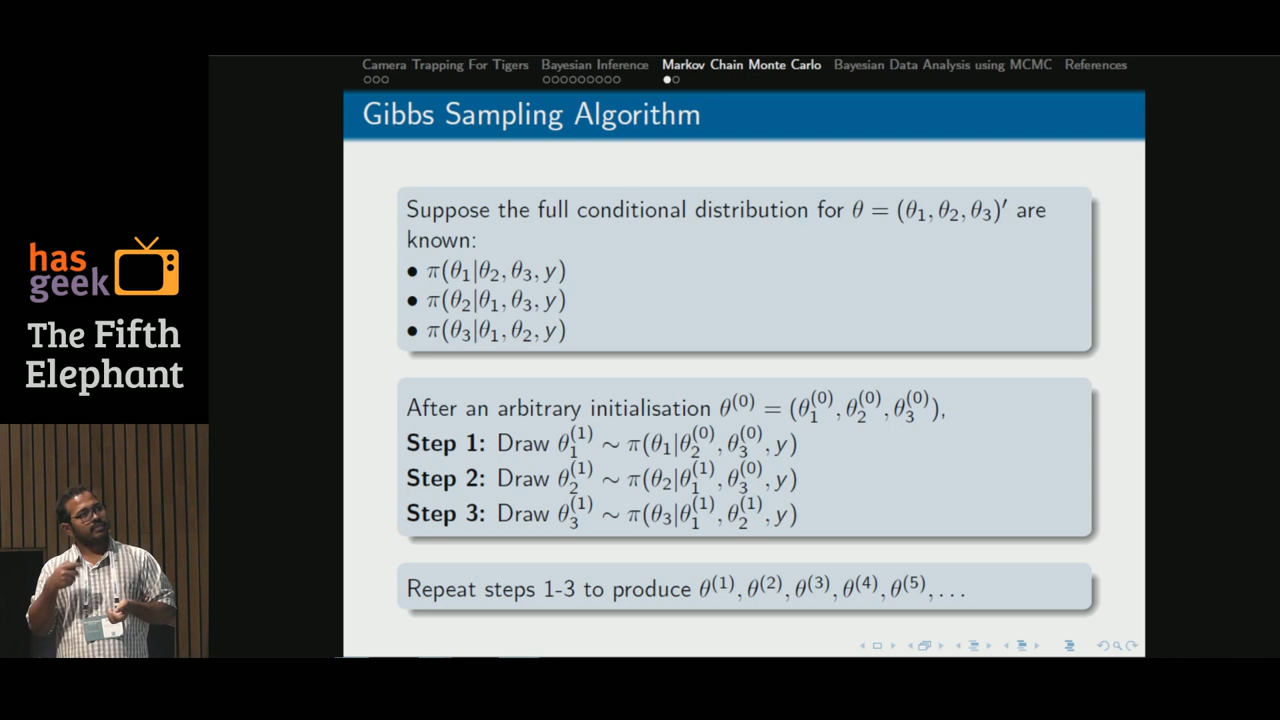 Camera Trapping For Tigers Bayesian Inference Markov Chain Monte Carlo Bayesian Data Analysis using MCMC References
Gibbs Sampling Algorithm
Suppose the full conditional distribution for θ = (θ₁, θ₂, θ₃)′ are
known:
• π(θ₁|θ₂, θ₃, y)
• π(θ₂|θ₁, θ₃, y)
• π(θ₃|θ₁, θ₂, y)
After an arbitrary initialisation θ⁽⁰⁾ = (θ₁⁽⁰⁾, θ₂⁽⁰⁾, θ₃⁽⁰⁾),
Step 1: Draw θ₁⁽¹⁾ ∼ π(θ₁|θ₂⁽⁰⁾, θ₃⁽⁰⁾, y)
Step 2: Draw θ₂⁽¹⁾ ∼ π(θ₂|θ₁⁽¹⁾, θ₃⁽⁰⁾, y)
Step 3: Draw θ₃⁽¹⁾ ∼ π(θ₃|θ₁⁽¹⁾, θ₂⁽¹⁾, y)
Repeat steps 1-3 to produce θ⁽¹⁾, θ⁽²⁾, θ⁽³⁾, θ⁽⁴⁾, θ⁽⁵⁾, . . .
has
geek
The Fifth
Elephant